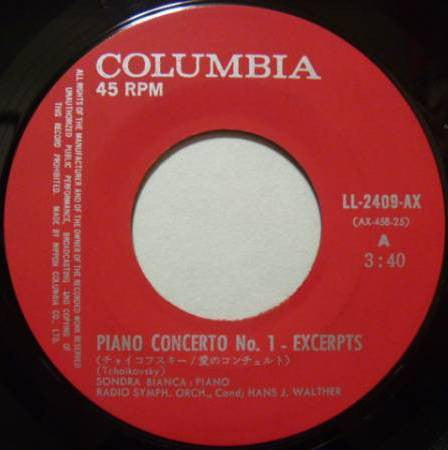 COLUMBIA
45 RPM
ALL RIGHTS OF THE MANUFACTURER AND OF THE OWNER OF THE RECORDED WORK RESERVED
UNAUTHORIZED PUBLIC PERFORMANCE, BROADCASTING AND COPYING OF
THIS RECORD PROHIBITED. MADE BY NIPPON COLUMBIA CO., LTD.
LL-2409-AX
(AX-45B-25)
A
3:40
PIANO CONCERTO No. 1 - EXCERPTS
(チャイコフスキー/愛のコンチェルト)
(Tchaikovsky)
SONDRA BIANCA: PIANO
RADIO SYMPH. ORCH., Cond; HANS J. WALTHER